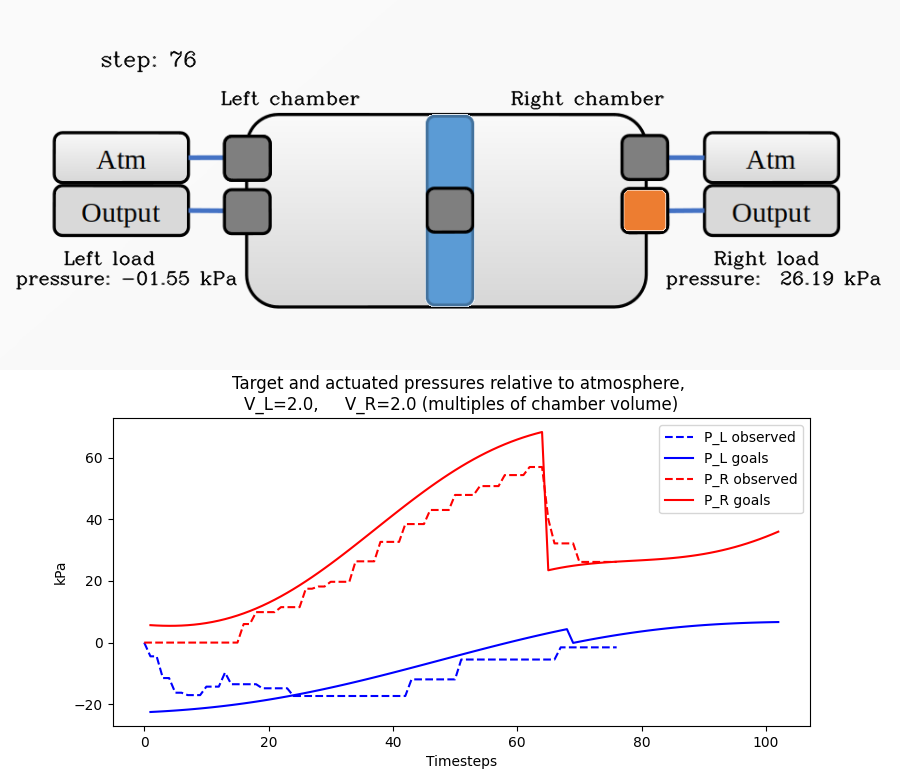 step: 76
Left chamber
Right chamber
Atm
Atm
Output
Output
Left load
pressure: -01.55 kPa
Right load
pressure: 26.19 kPa
Target and actuated pressures relative to atmosphere,
V_L=2.0, V_R=2.0 (multiples of chamber volume)
P_L observed
P_L goals
P_R observed
P_R goals
60
40
20
0
−20
kPa
0 20 40 60 80 100
Timesteps